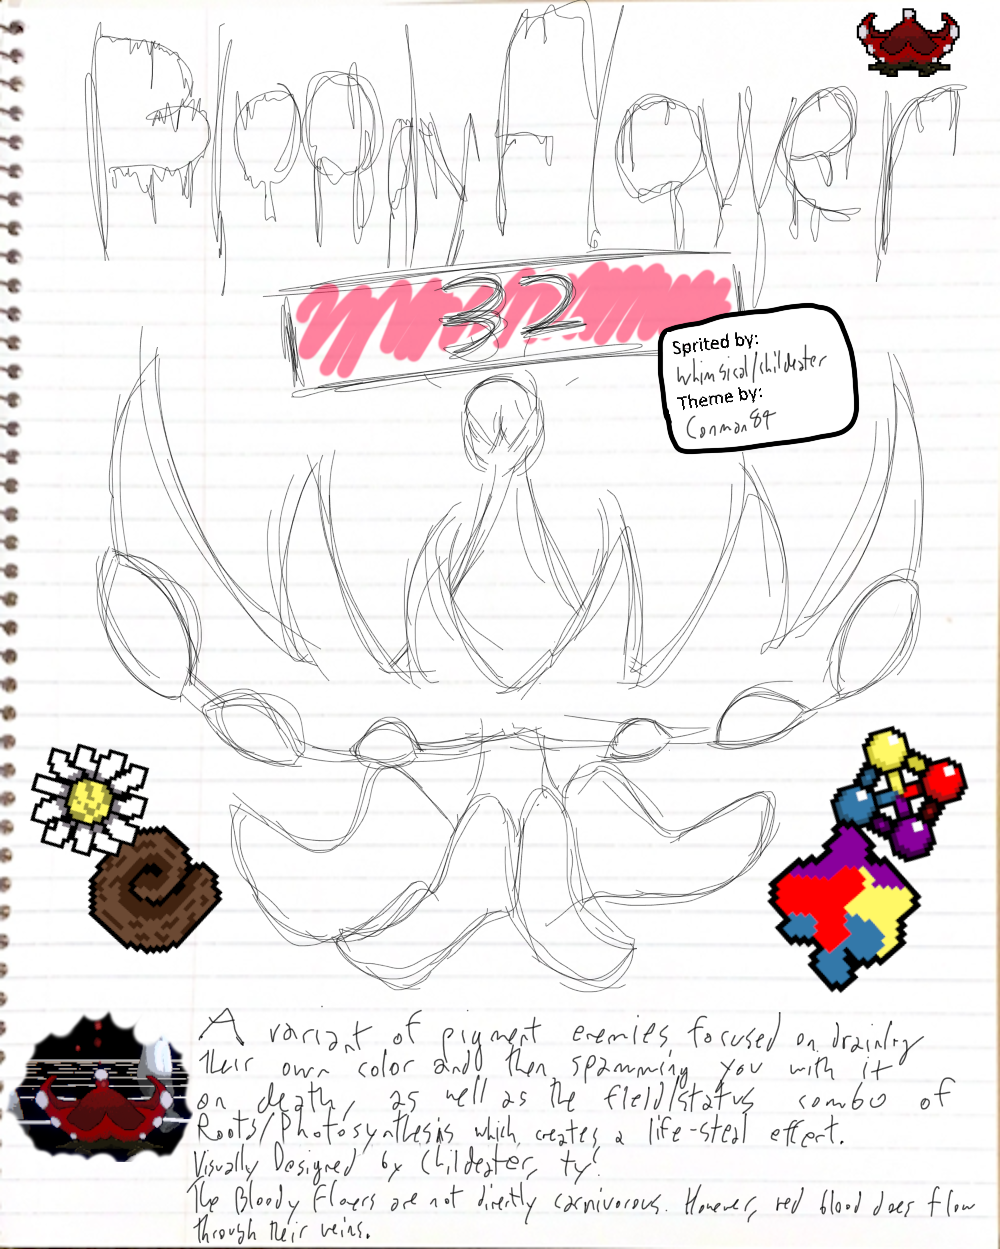 Bloody Flower
32
Sprited by:
Whimsical/childeater
Theme by:
Conman84
A variant of pigment enemies focused on draining
their own color and then spamming you with it
on death, as well as the field/status combo of
Roots/Photosynthesis which creates a life-steal effect.
Visually Designed by Childeater, ty!
The Bloody Flowers are not directly carnivorous. However, red blood does flow
through their veins.